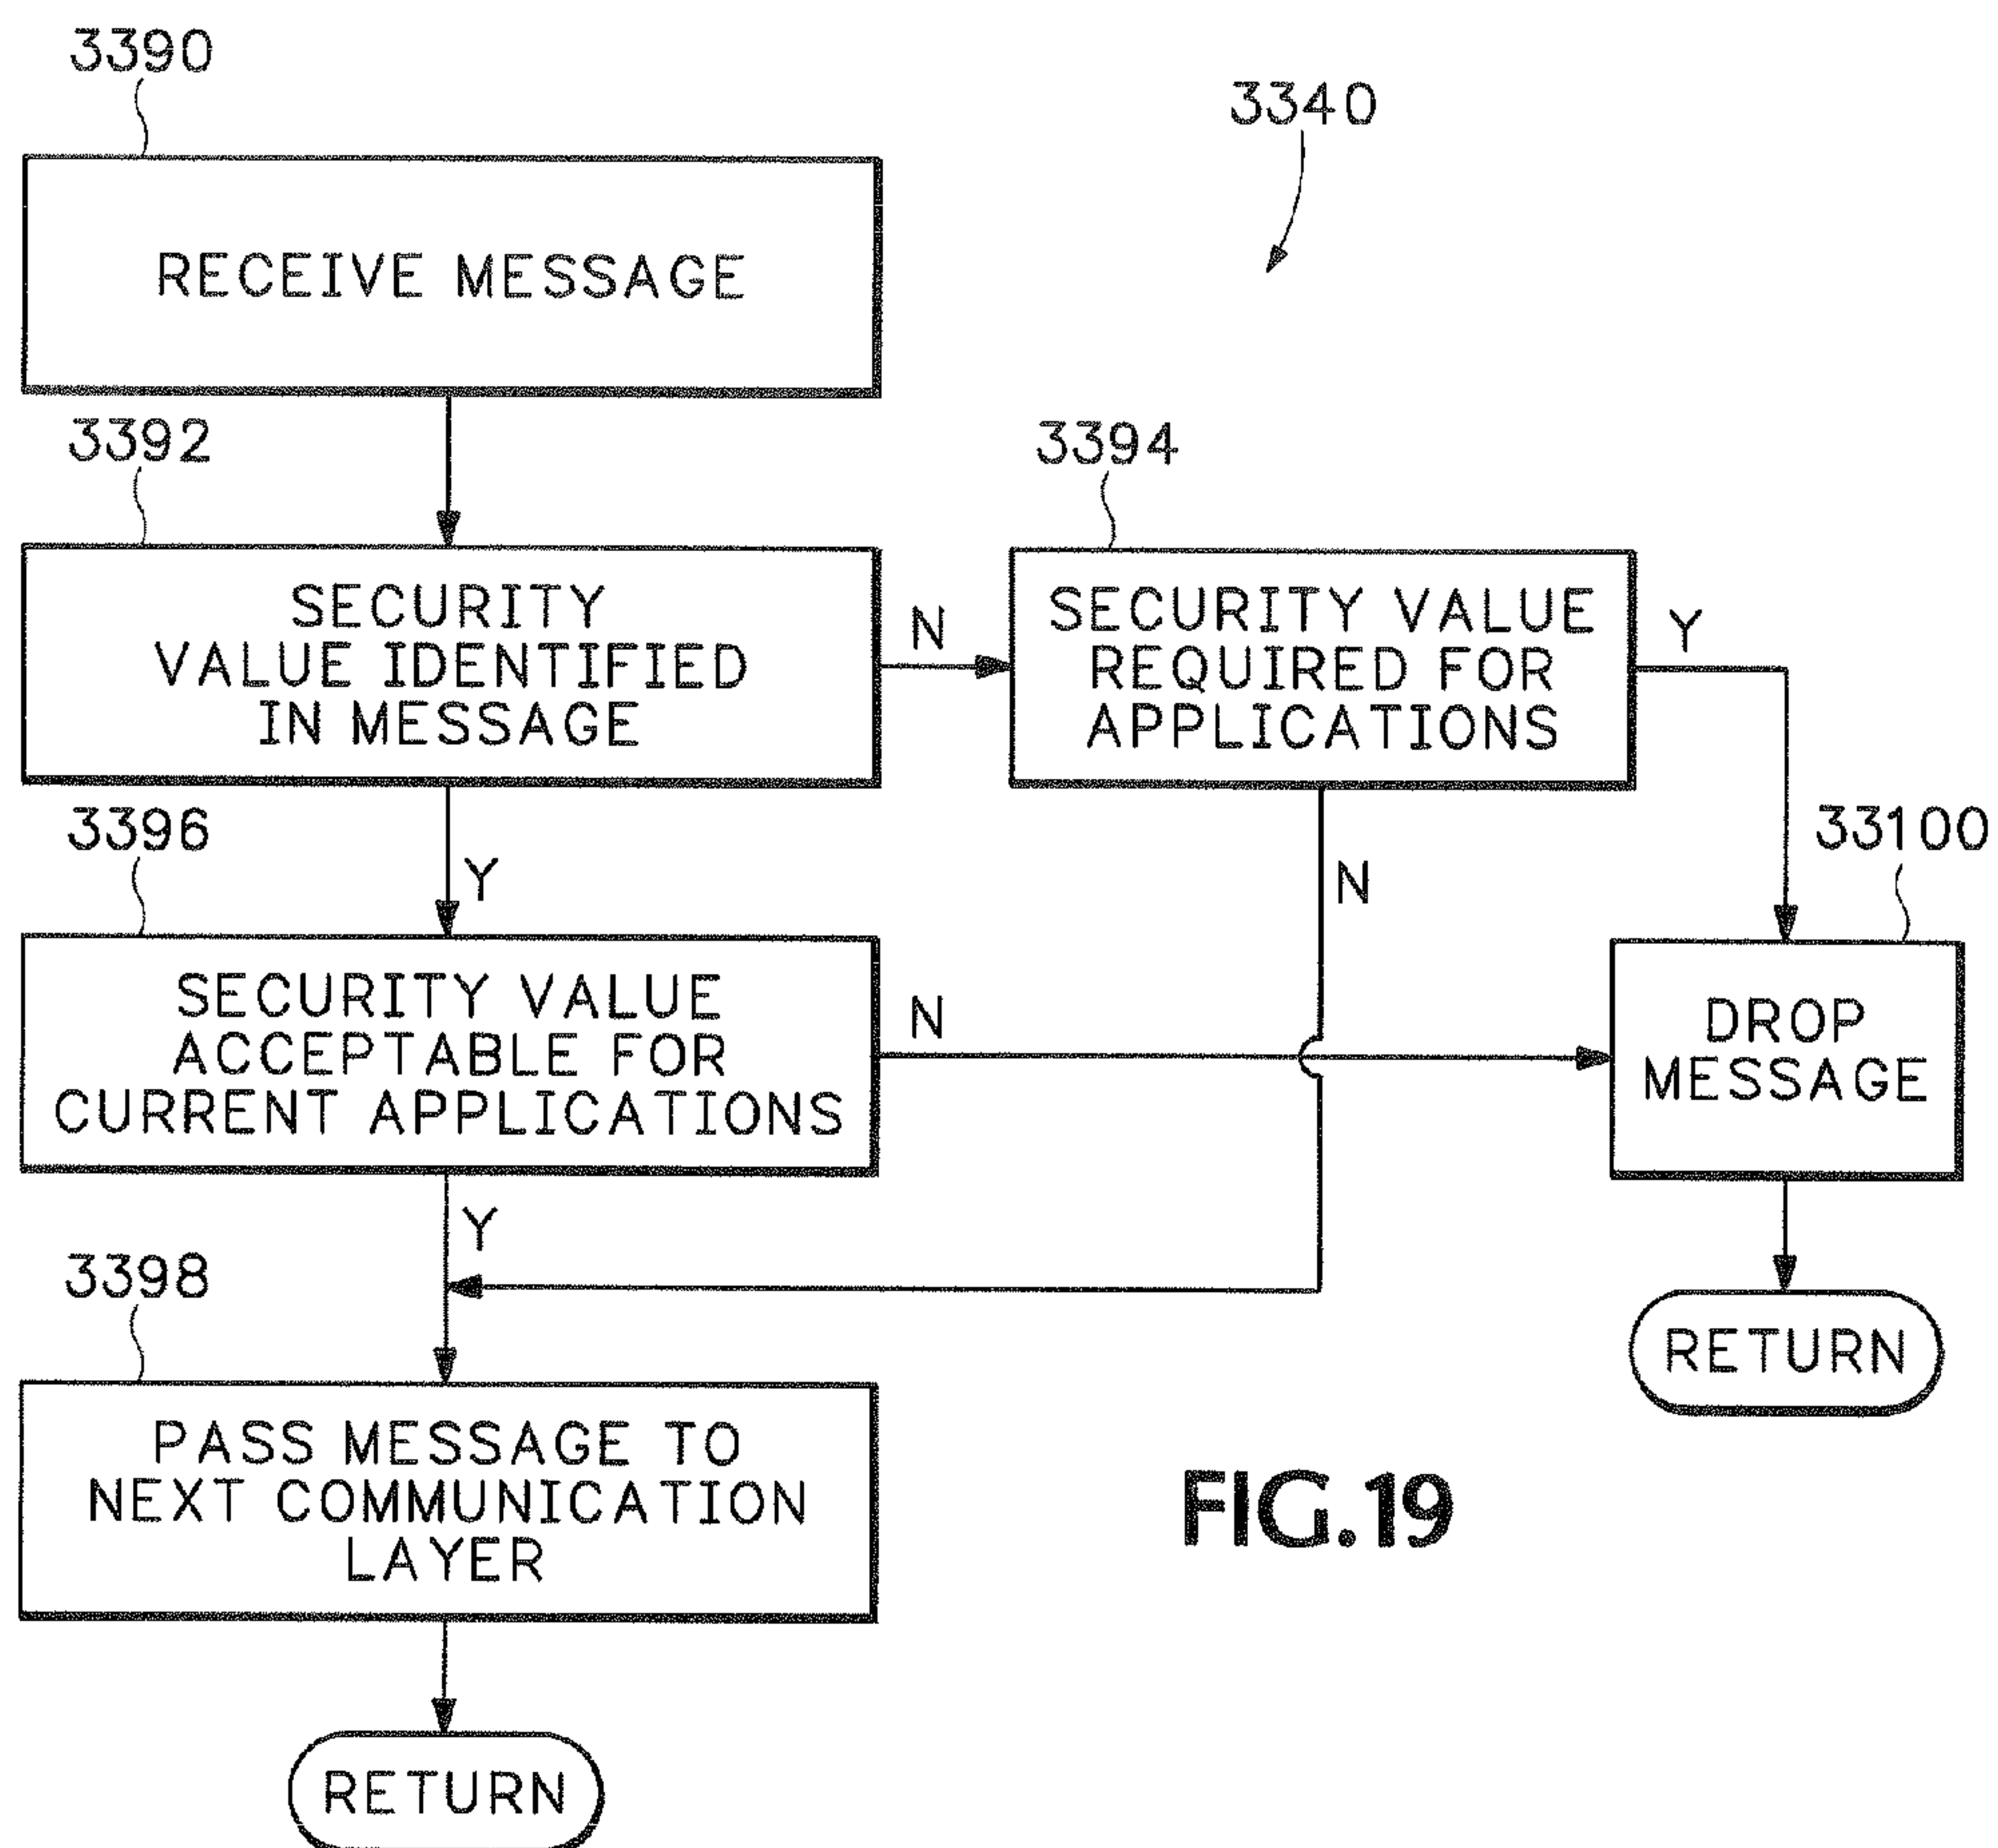 3390
3340
RECEIVE MESSAGE
3392
3394
SECURITY
VALUE IDENTIFIED
IN MESSAGE
N
SECURITY VALUE
REQUIRED FOR
APPLICATIONS
Y
3396
Y
N
33100
SECURITY VALUE
ACCEPTABLE FOR
CURRENT APPLICATIONS
N
DROP
MESSAGE
Y
3398
RETURN
PASS MESSAGE TO
NEXT COMMUNICATION
LAYER
FIG.19
RETURN